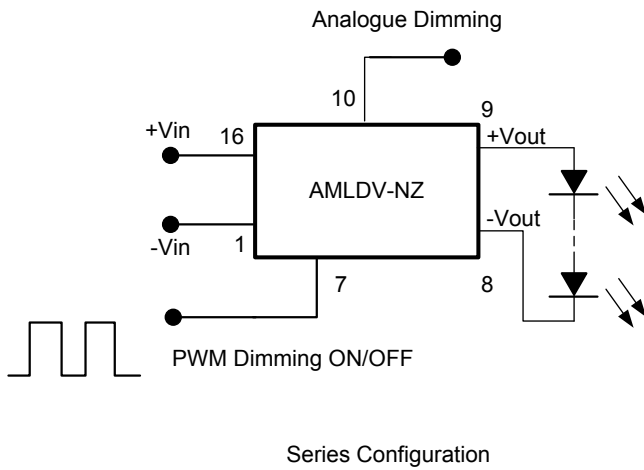 Analogue Dimming
10
9
+Vin
16
+Vout
AMLDV-NZ
-Vout
-Vin
1
7
8
PWM Dimming ON/OFF
Series Configuration